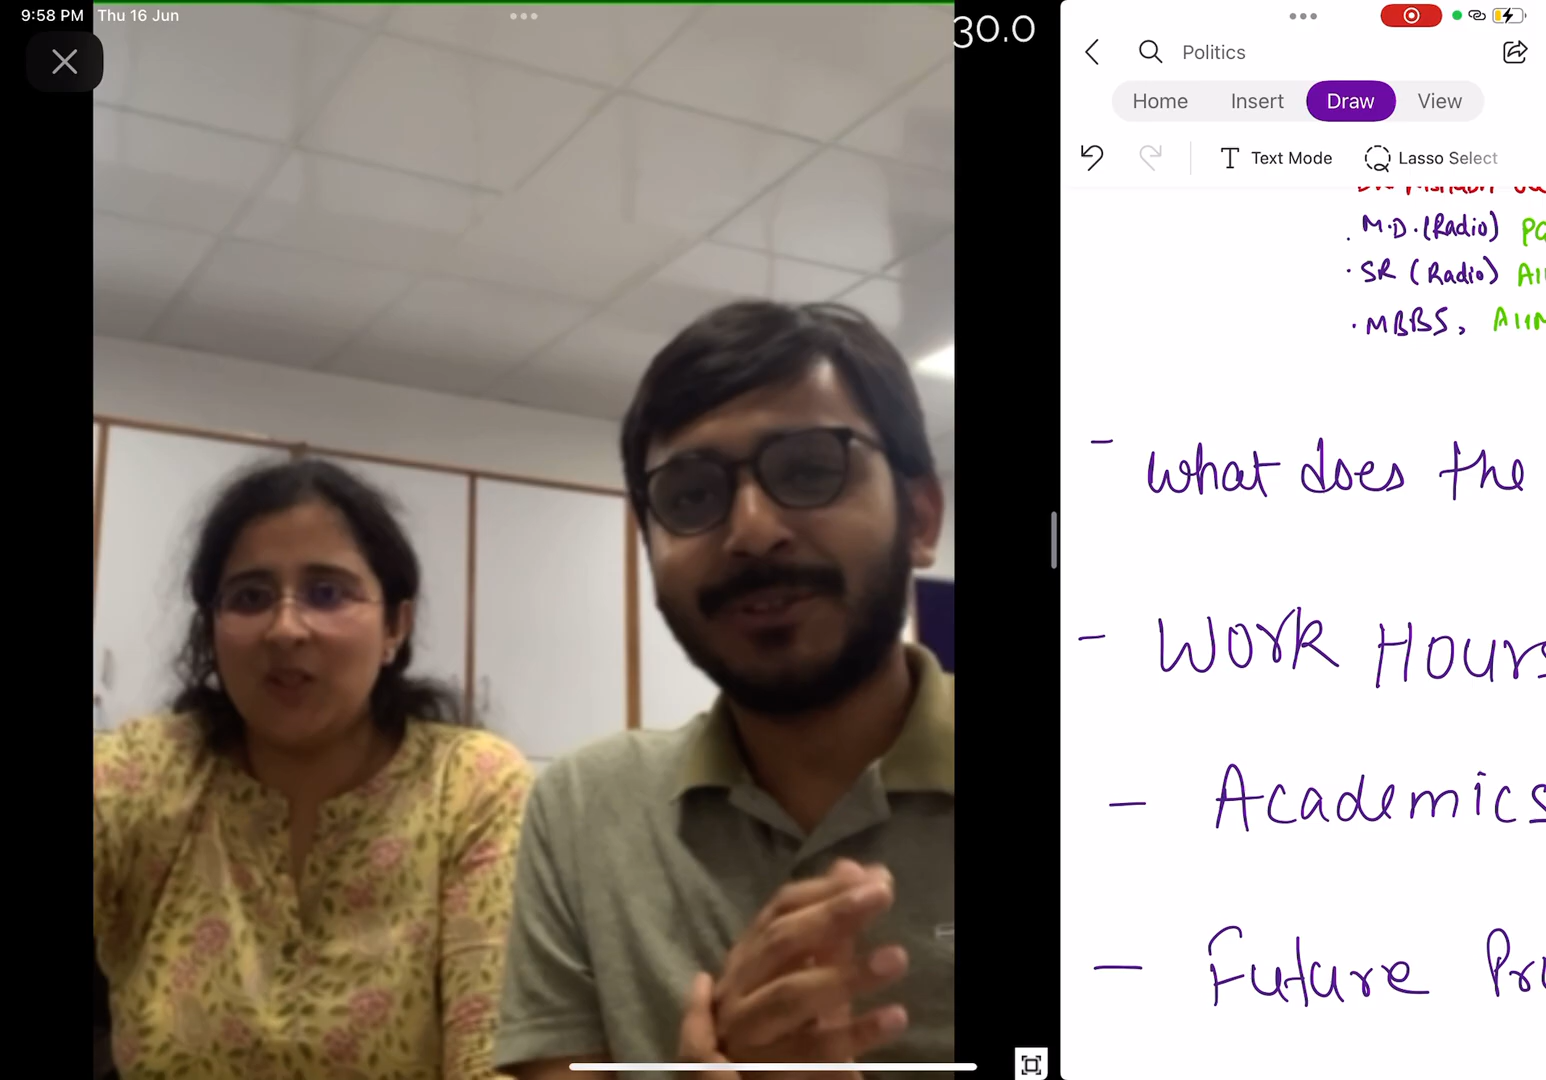 9:58 PM Thu 16 Jun
30.0
Politics
Home Insert Draw View
Text Mode Lasso Select
. M.D. (Radio)
. SR (Radio)
. MBBS,
- What does the
- Work Hours
- Academics
- Future